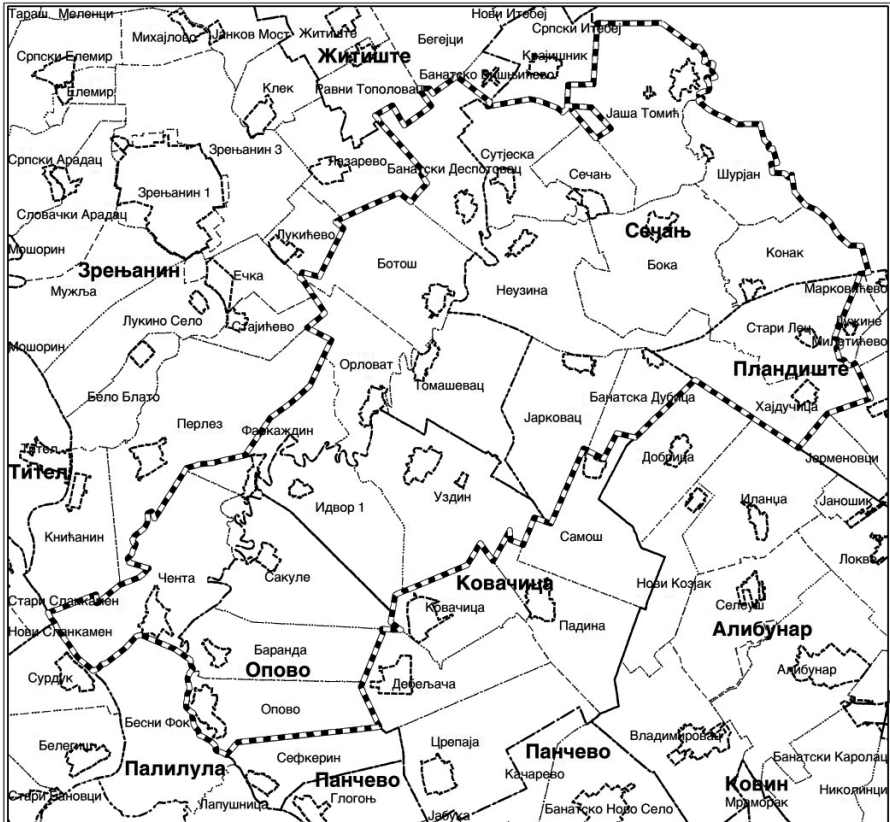 Тараш Меленци
Михајлово
Јанков Мост
Житиште
Нови Итебеј
Српски Итебеј
Бегејци
Житиште
Српски Елемир
Крајишник
Банатско Вишњићево
Елемир
Клек
Равни Тополовац
Јаша Томић
Зрењанин 3
Сутјеска
Српски Арадац
Лазарево
Банатски Деспотовац
Сечањ
Шурјан
Зрењанин 1
Словачки Арадац
Лукићево
Сечањ
Мошорин
Ботош
Бока
Конак
Зрењанин
Ечка
Неузина
Мужља
Марковићево
Лукино Село
Стајићево
Стари Лец
Дужине
Милетићево
Мошорин
Орловат
Пландиште
Томашевац
Бело Блато
Банатска Дубица
Хајдучица
Перлез
Фаркаждин
Јарковац
Тител
Тител
Добрица
Јерменовци
Уздин
Иланџа
Јаношик
Идвор 1
Книћанин
Самош
Локве
Чента
Сакуле
Ковачица
Нови Козјак
Стари Сланкамен
Ковачица
Селеуш
Нови Сланкамен
Падина
Алибунар
Баранда
Сурдук
Опово
Дебељача
Алибунар
Бесни Фок
Опово
Владимировац
Белегиш
Црепаја
Сефкерин
Панчево
Банатски Каролац
Палилула
Панчево
Качарево
Ковин
Николинци
Стари Бановци
Лапушница
Глогоњ
Јабука
Банатско Ново Село
Мраморак